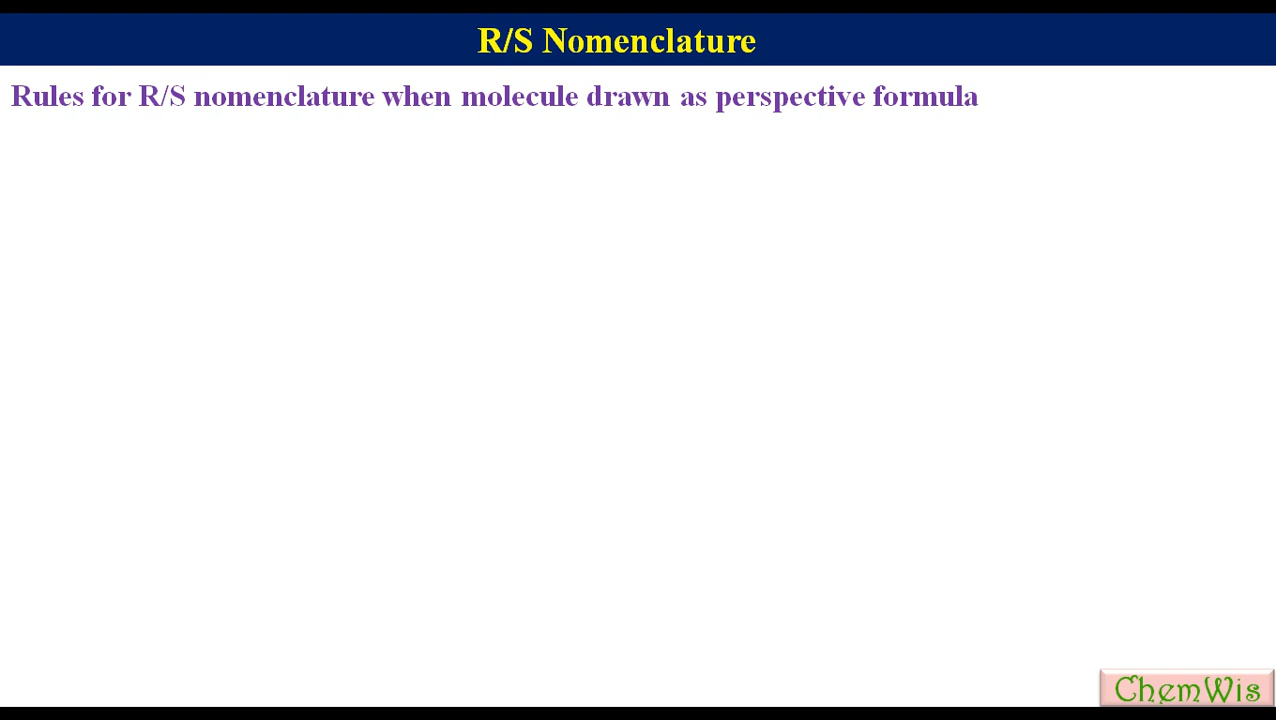 R/S Nomenclature
Rules for R/S nomenclature when molecule drawn as perspective formula
ChemWis